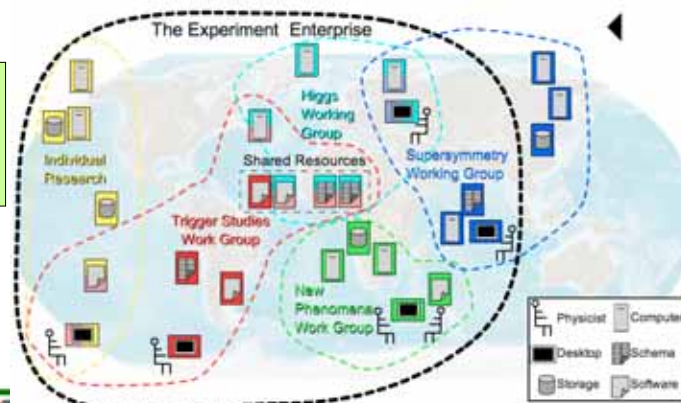 The Experiment Enterprise
Higgs
Working
Group
Individual
Research
Shared Resources
Supersymmetry
Working Group
Trigger Studies
Work Group
New
Phenomena
Work Group
Physicist
Computer
Desktop
Schema
Storage
Software